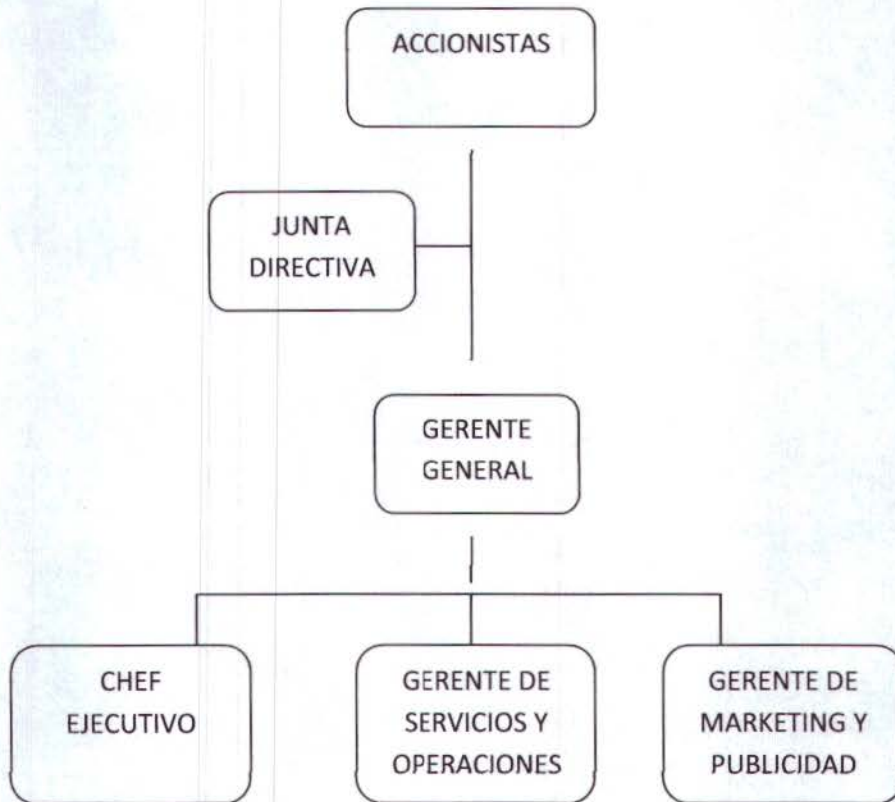 ACCIONISTAS
JUNTA
DIRECTIVA
GERENTE
GENERAL
CHEF
EJECUTIVO
GERENTE DE
SERVICIOS Y
OPERACIONES
GERENTE DE
MARKETING Y
PUBLICIDAD